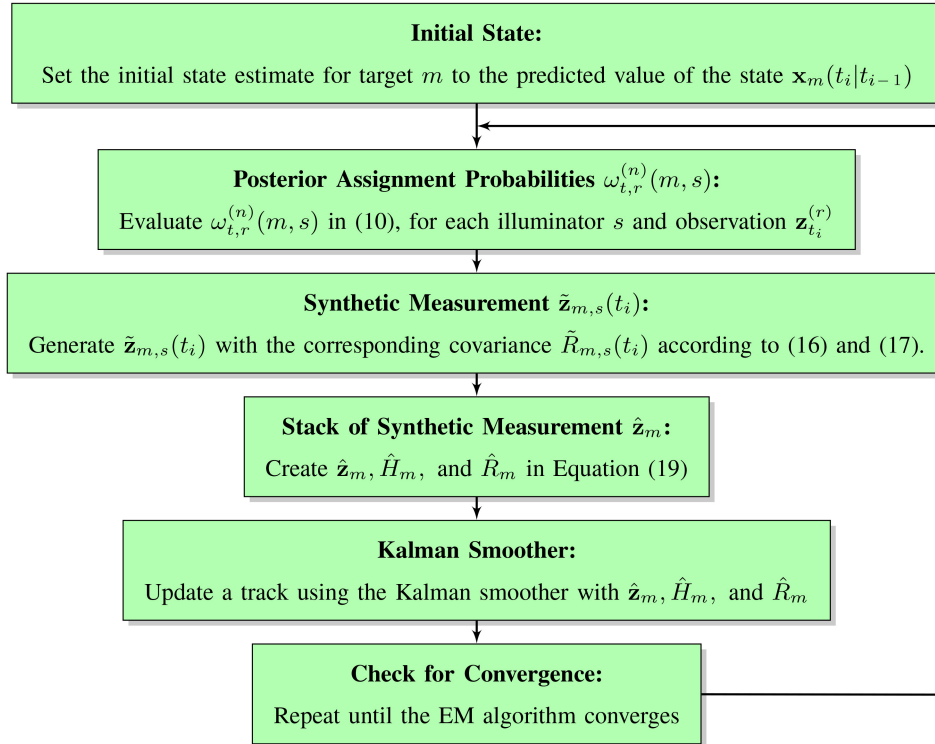 Initial State:
Set the initial state estimate for target m to the predicted value of the state 𝐱ₘ(tᵢ|tᵢ₋₁)
Posterior Assignment Probabilities ω_{t,r}^{(n)}(m, s):
Evaluate ω_{t,r}^{(n)}(m, s) in (10), for each illuminator s and observation 𝐳_{t_i}^{(r)}
Synthetic Measurement z̃_{m,s}(t_i):
Generate z̃_{m,s}(t_i) with the corresponding covariance R̃_{m,s}(t_i) according to (16) and (17).
Stack of Synthetic Measurement ẑ_m:
Create ẑ_m, Ĥ_m, and R̂_m in Equation (19)
Kalman Smoother:
Update a track using the Kalman smoother with ẑ_m, Ĥ_m, and R̂_m
Check for Convergence:
Repeat until the EM algorithm converges